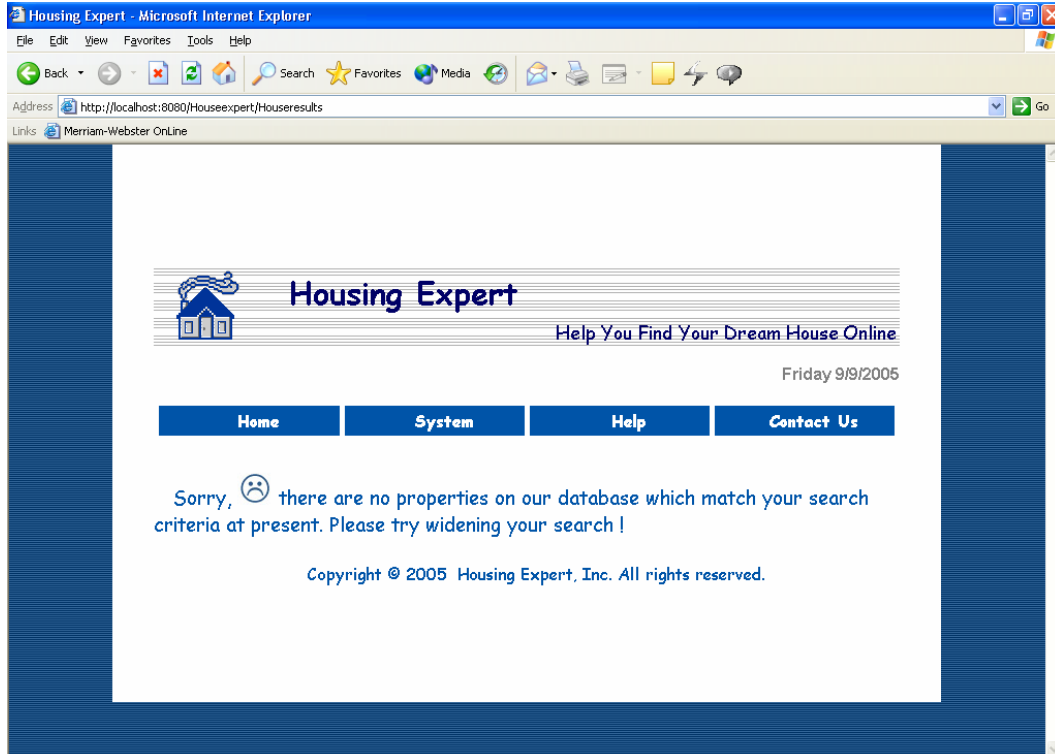 Housing Expert - Microsoft Internet Explorer
File Edit View Favorites Tools Help
Back Search Favorites Media
Address http://localhost:8080/Houseexpert/Houseresults Go
Links Merriam-Webster OnLine
Housing Expert
Help You Find Your Dream House Online
Friday 9/9/2005
Home System Help Contact Us
Sorry, there are no properties on our database which match your search
criteria at present. Please try widening your search !
Copyright © 2005 Housing Expert, Inc. All rights reserved.